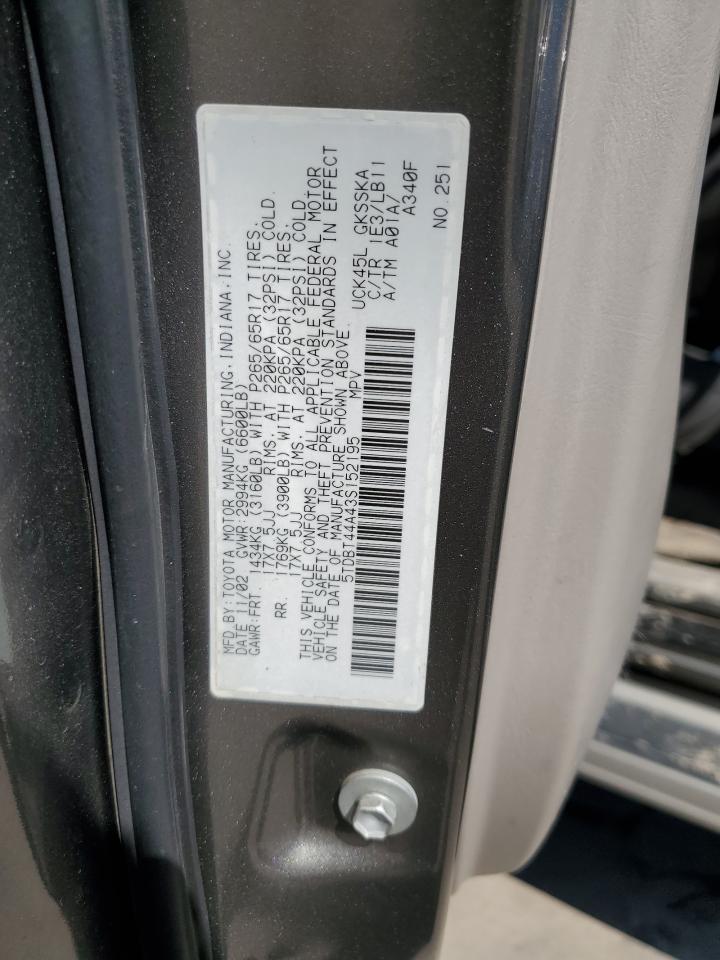 MFD.BY:TOYOTA MOTOR MANUFACTURING,INDIANA,INC.
DATE 11/02 GVWR:2994KG(6600LB)
GAWR:FRT. 1434KG(3160LB)WITH P265/65R17 TIRES,
17X7.5JJ RIMS, AT 220KPA(32PSI) COLD.
RR. 1769KG(3900LB)WITH P265/65R17 TIRES,
17X7.5JJ RIMS, AT 220KPA(32PSI) COLD.
THIS VEHICLE CONFORMS TO ALL APPLICABLE FEDERAL MOTOR
VEHICLE SAFETY AND THEFT PREVENTION STANDARDS IN EFFECT
ON THE DATE OF MANUFACTURE SHOWN ABOVE.
5TDBT44A43S152195 MPV
UCK45L GKSSKA
C/TR 1E3/LB11
A/TM A01A/
A340F
NO.251